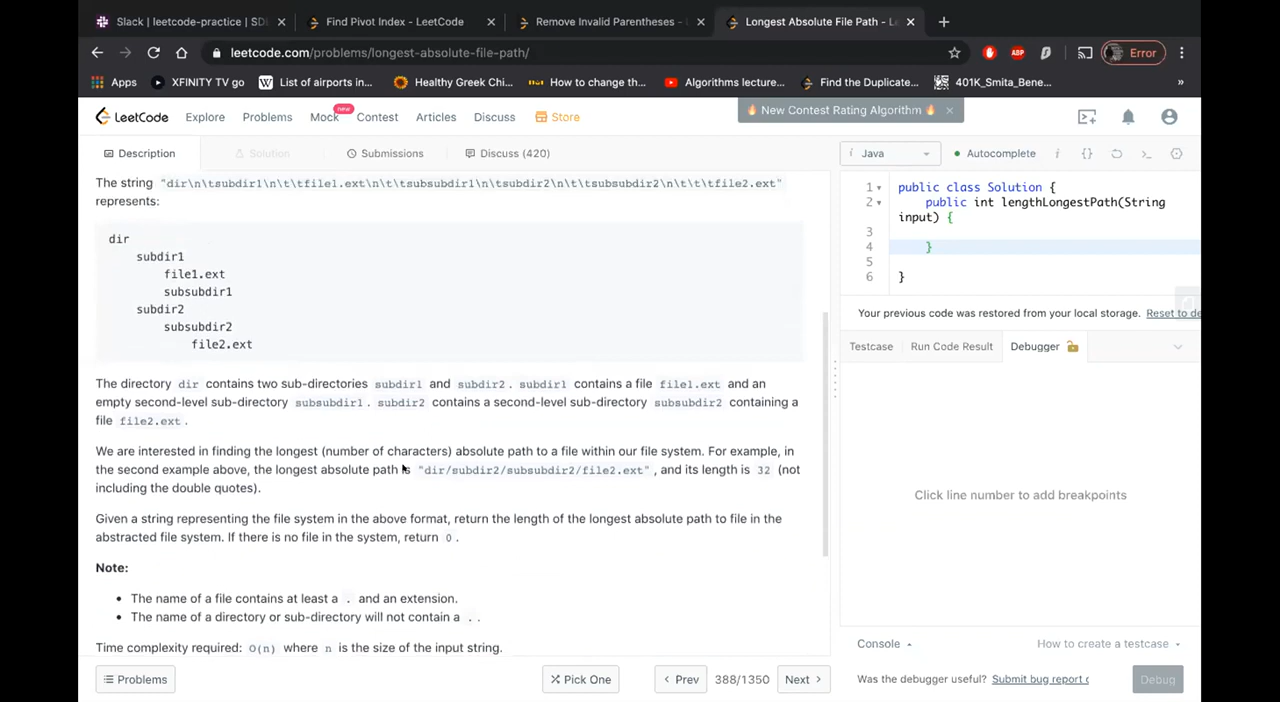 Slack | leetcode-practice | SDI
Find Pivot Index - LeetCode
Remove Invalid Parentheses -
Longest Absolute File Path - Le
leetcode.com/problems/longest-absolute-file-path/
ABP
Error
Apps
XFINITY TV go
List of airports in...
Healthy Greek Chi...
How to change th...
Algorithms lecture...
Find the Duplicate...
401K_Smita_Bene...
»
LeetCode
Explore
Problems
Mock
new
Contest
Articles
Discuss
Store
New Contest Rating Algorithm
Description
Solution
Submissions
Discuss (420)
Java
Autocomplete
The string "dir\n\tsubdir1\n\t\tfile1.ext\n\t\tsubsubdir1\n\tsubdir2\n\t\tsubsubdir2\n\t\t\tfile2.ext"
represents:
dir
subdir1
file1.ext
subsubdir1
subdir2
subsubdir2
file2.ext
The directory dir contains two sub-directories subdir1 and subdir2. subdir1 contains a file file1.ext and an
empty second-level sub-directory subsubdir1. subdir2 contains a second-level sub-directory subsubdir2 containing a
file file2.ext.
We are interested in finding the longest (number of characters) absolute path to a file within our file system. For example, in
the second example above, the longest absolute path is "dir/subdir2/subsubdir2/file2.ext", and its length is 32 (not
including the double quotes).
Given a string representing the file system in the above format, return the length of the longest absolute path to file in the
abstracted file system. If there is no file in the system, return 0.
Note:
• The name of a file contains at least a . and an extension.
• The name of a directory or sub-directory will not contain a . .
Time complexity required: O(n) where n is the size of the input string.
1 public class Solution {
2 public int lengthLongestPath(String
input) {
3
4 }
5
6 }
Your previous code was restored from your local storage. Reset to de
Testcase
Run Code Result
Debugger
Click line number to add breakpoints
Console
How to create a testcase
Problems
Pick One
Prev
388/1350
Next
Was the debugger useful? Submit bug report o
Debug